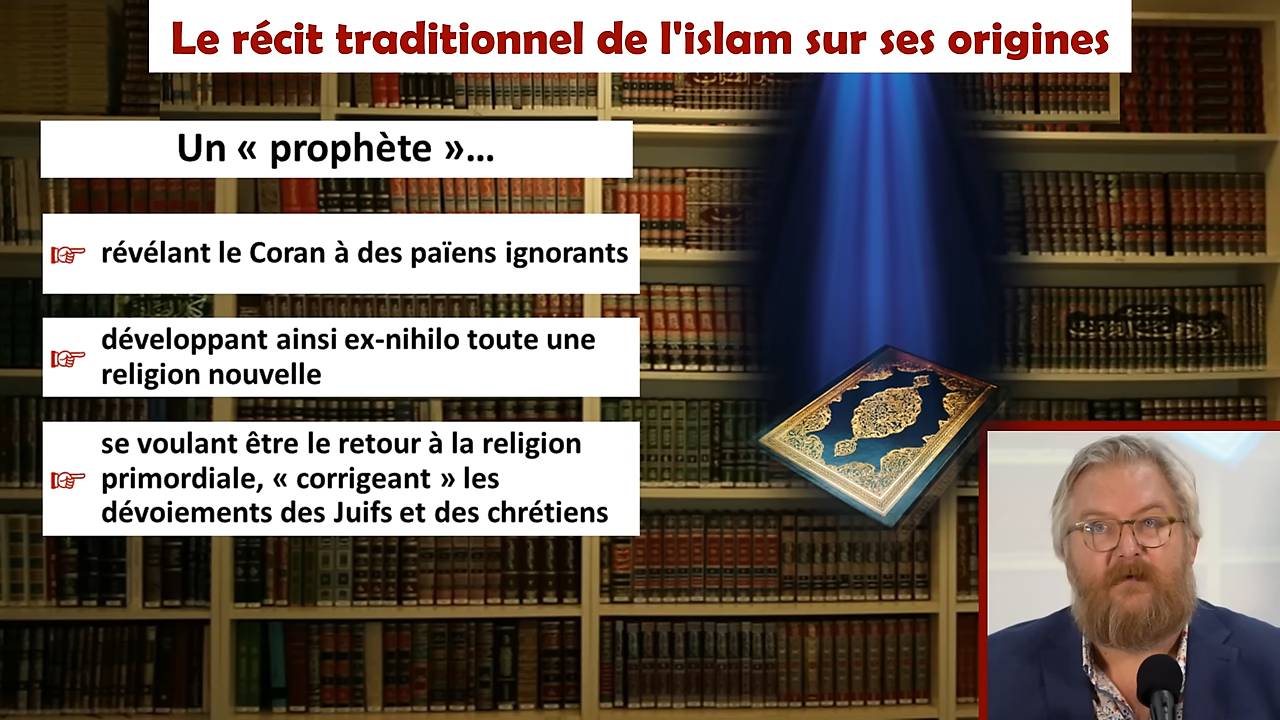 Le récit traditionnel de l'islam sur ses origines
Un « prophète »...
révélant le Coran à des païens ignorants
développant ainsi ex-nihilo toute une
religion nouvelle
se voulant être le retour à la religion
primordiale, « corrigeant » les
dévoiements des Juifs et des chrétiens